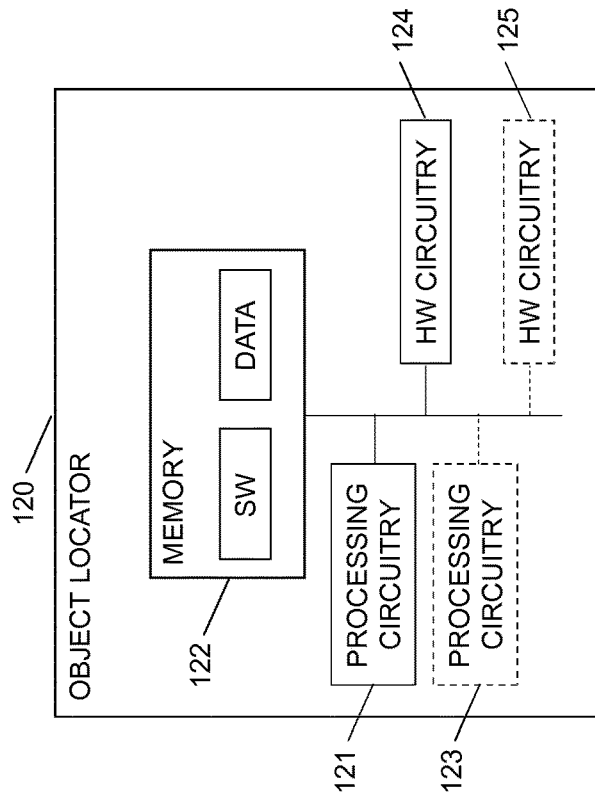 120
OBJECT LOCATOR
MEMORY
SW
DATA
122
PROCESSING
CIRCUITRY
121
PROCESSING
CIRCUITRY
123
HW CIRCUITRY
124
HW CIRCUITRY
125